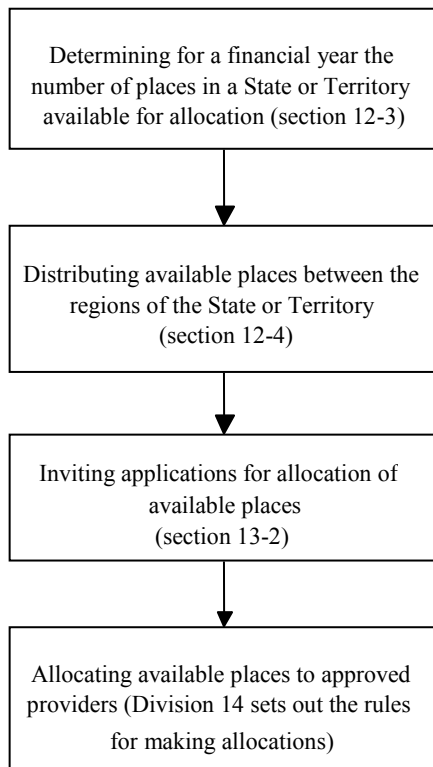 Determining for a financial year the
number of places in a State or Territory
available for allocation (section 12-3)
Distributing available places between the
regions of the State or Territory
(section 12-4)
Inviting applications for allocation of
available places
(section 13-2)
Allocating available places to approved
providers (Division 14 sets out the rules
for making allocations)